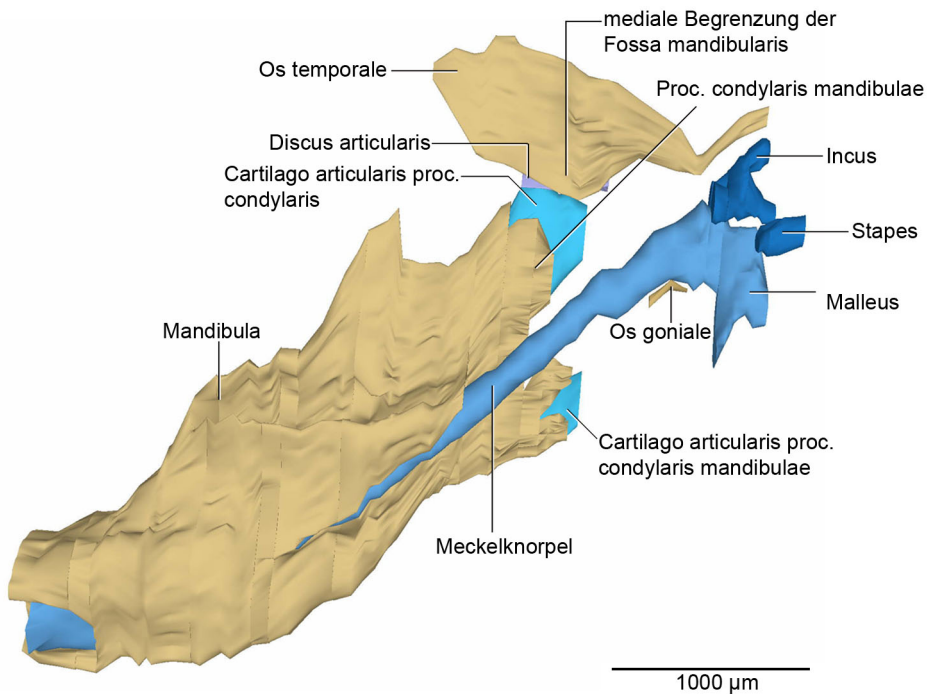 mediale Begrenzung der
Fossa mandibularis
Os temporale
Proc. condylaris mandibulae
Discus articularis
Cartilago articularis proc.
condylaris
Incus
Stapes
Malleus
Os goniale
Mandibula
Cartilago articularis proc.
condylaris mandibulae
Meckelknorpel
1000 µm